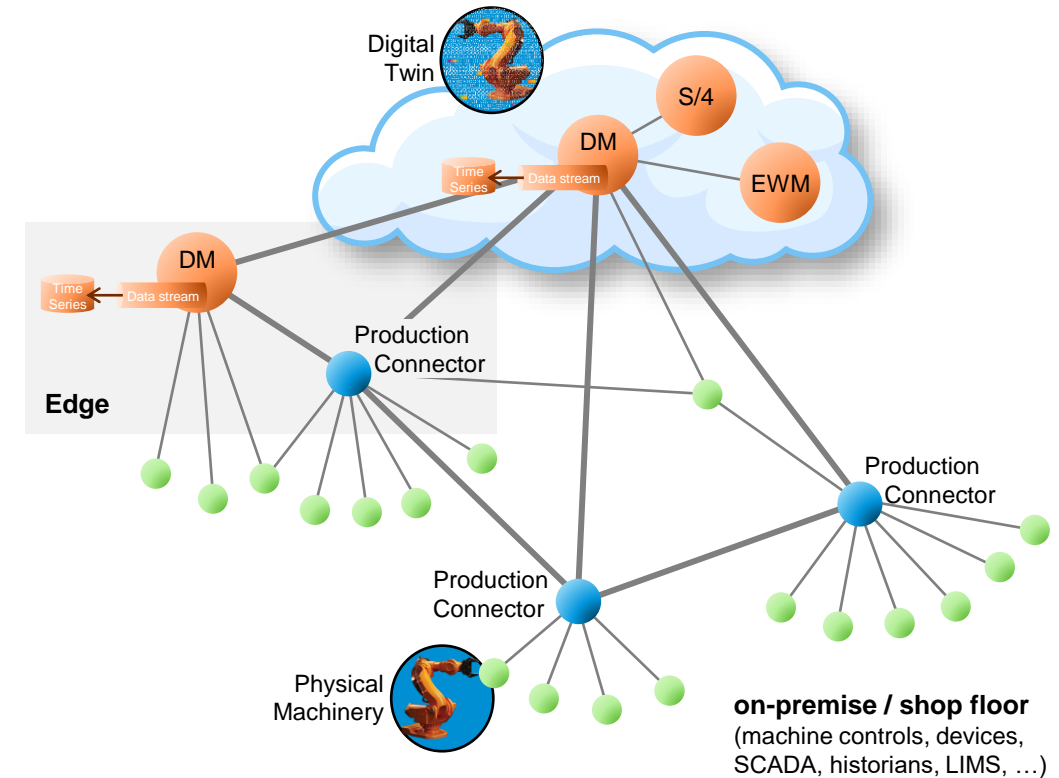 Digital
Twin
S/4
DM
EWM
Time
Series
Data stream
DM
Time
Series
Data stream
Production
Connector
Edge
Production
Connector
Production
Connector
Physical
Machinery
on-premise / shop floor
(machine controls, devices,
SCADA, historians, LIMS, …)